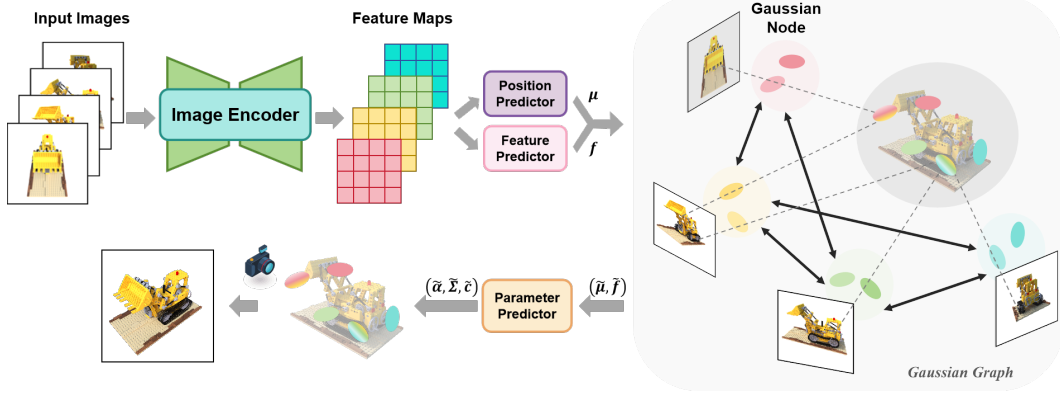 Input Images
Feature Maps
Gaussian
Node
Image Encoder
Position
Predictor
Feature
Predictor
μ
f
(α̃, Σ̃, c̃)
Parameter
Predictor
(μ̃, f̃)
Gaussian Graph